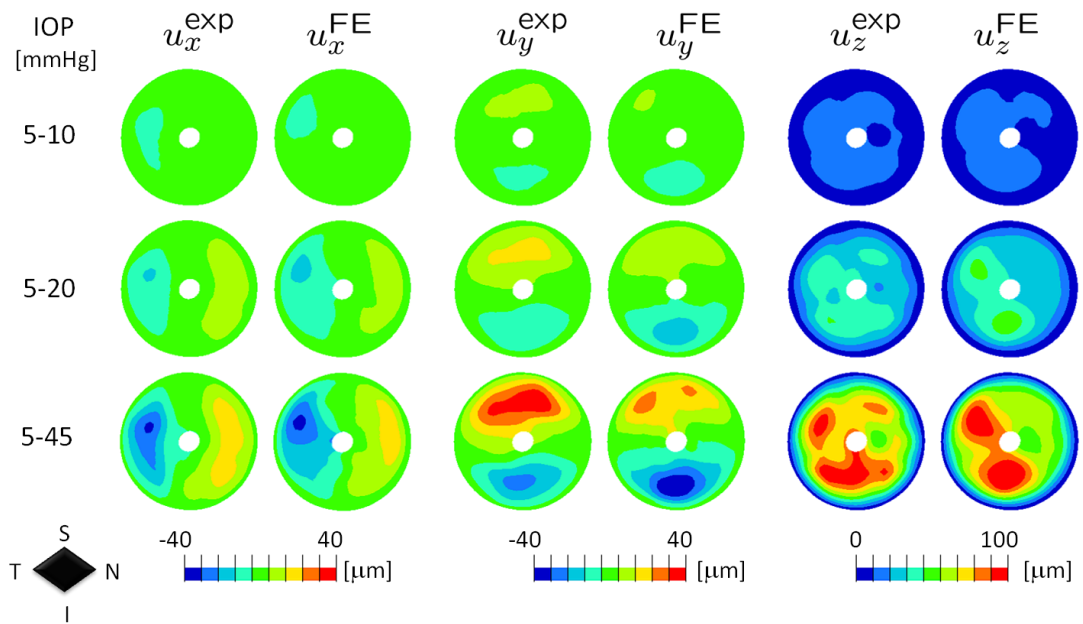 IOP
[mmHg]
u_x^exp u_x^FE u_y^exp u_y^FE u_z^exp u_z^FE
5-10
5-20
5-45
S
T N
I
-40 40 [μm]
-40 40 [μm]
0 100 [μm]